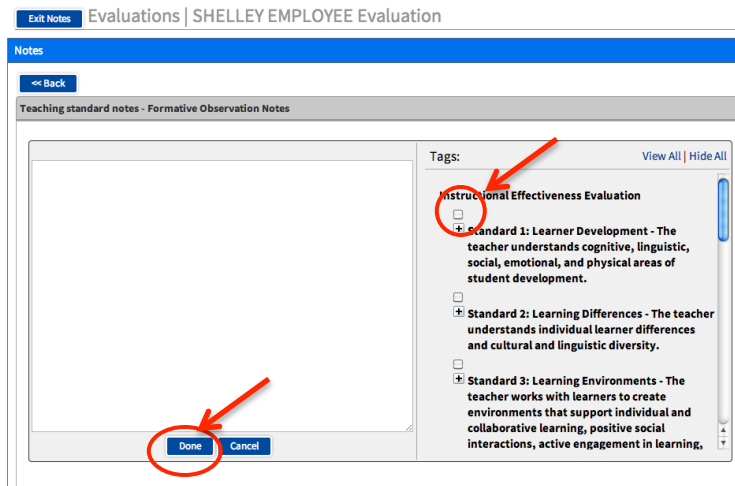 Exit Notes Evaluations | SHELLEY EMPLOYEE Evaluation
Notes
<< Back
Teaching standard notes - Formative Observation Notes
Tags: View All | Hide All
Instructional Effectiveness Evaluation
Standard 1: Learner Development - The
teacher understands cognitive, linguistic,
social, emotional, and physical areas of
student development.
Standard 2: Learning Differences - The teacher
understands individual learner differences
and cultural and linguistic diversity.
Standard 3: Learning Environments - The
teacher works with learners to create
environments that support individual and
collaborative learning, positive social
interactions, active engagement in learning,
Done Cancel